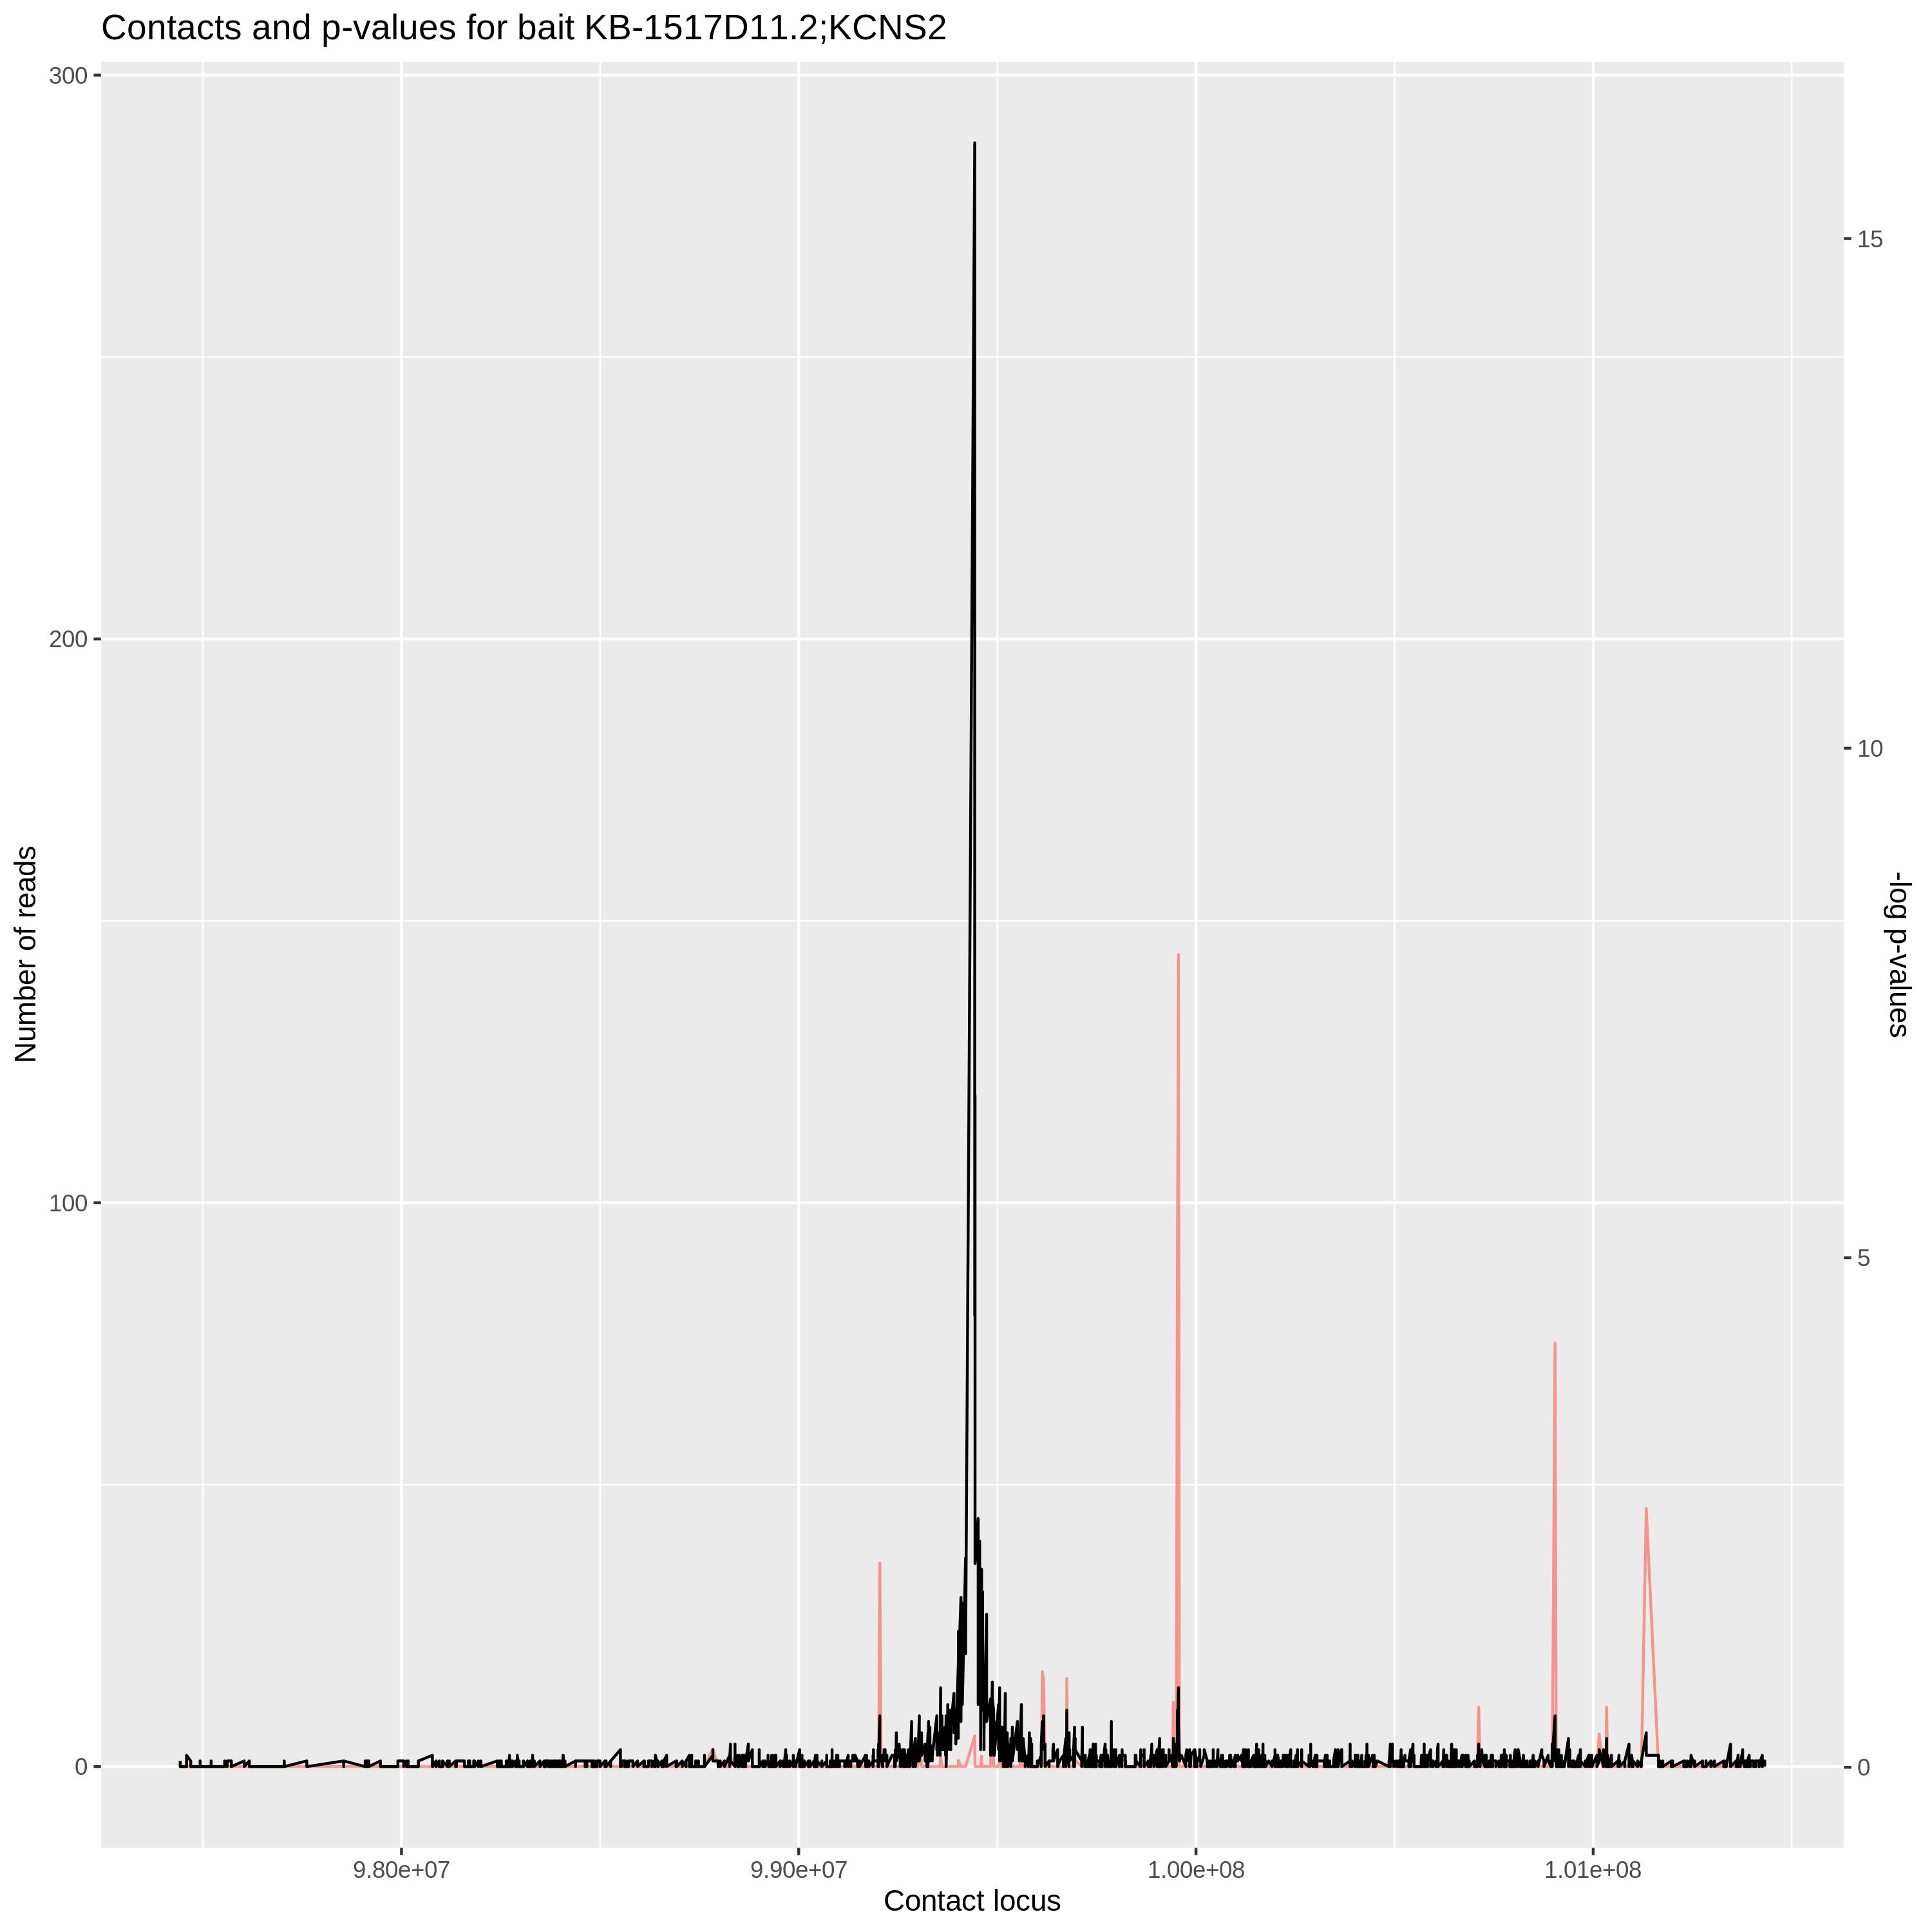 Contacts and p-values for bait KB-1517D11.2;KCNS2
300
200
100
0
Number of reads
15
10
5
0
-log p-values
9.80e+07
9.90e+07
1.00e+08
1.01e+08
Contact locus